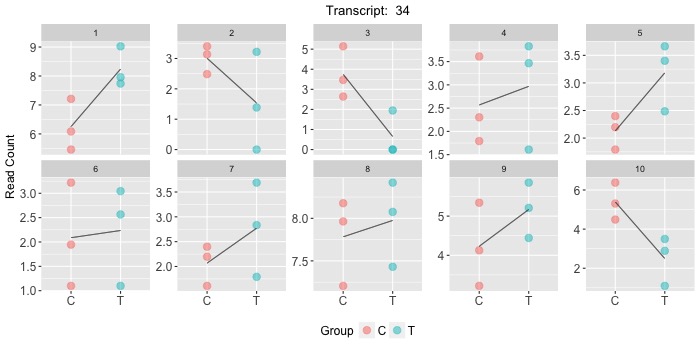 Transcript:  34
Read Count
1 2 3 4 5
9 8 7 6
3 2 1 0
5 4 3 2 1 0
3.5 3.0 2.5 2.0 1.5
3.5 3.0 2.5 2.0
6 7 8 9 10
3.0 2.5 2.0 1.5 1.0
3.5 3.0 2.5 2.0
8.0 7.5
5 4
6 4 2
C T C T C T C T C T
Group C T